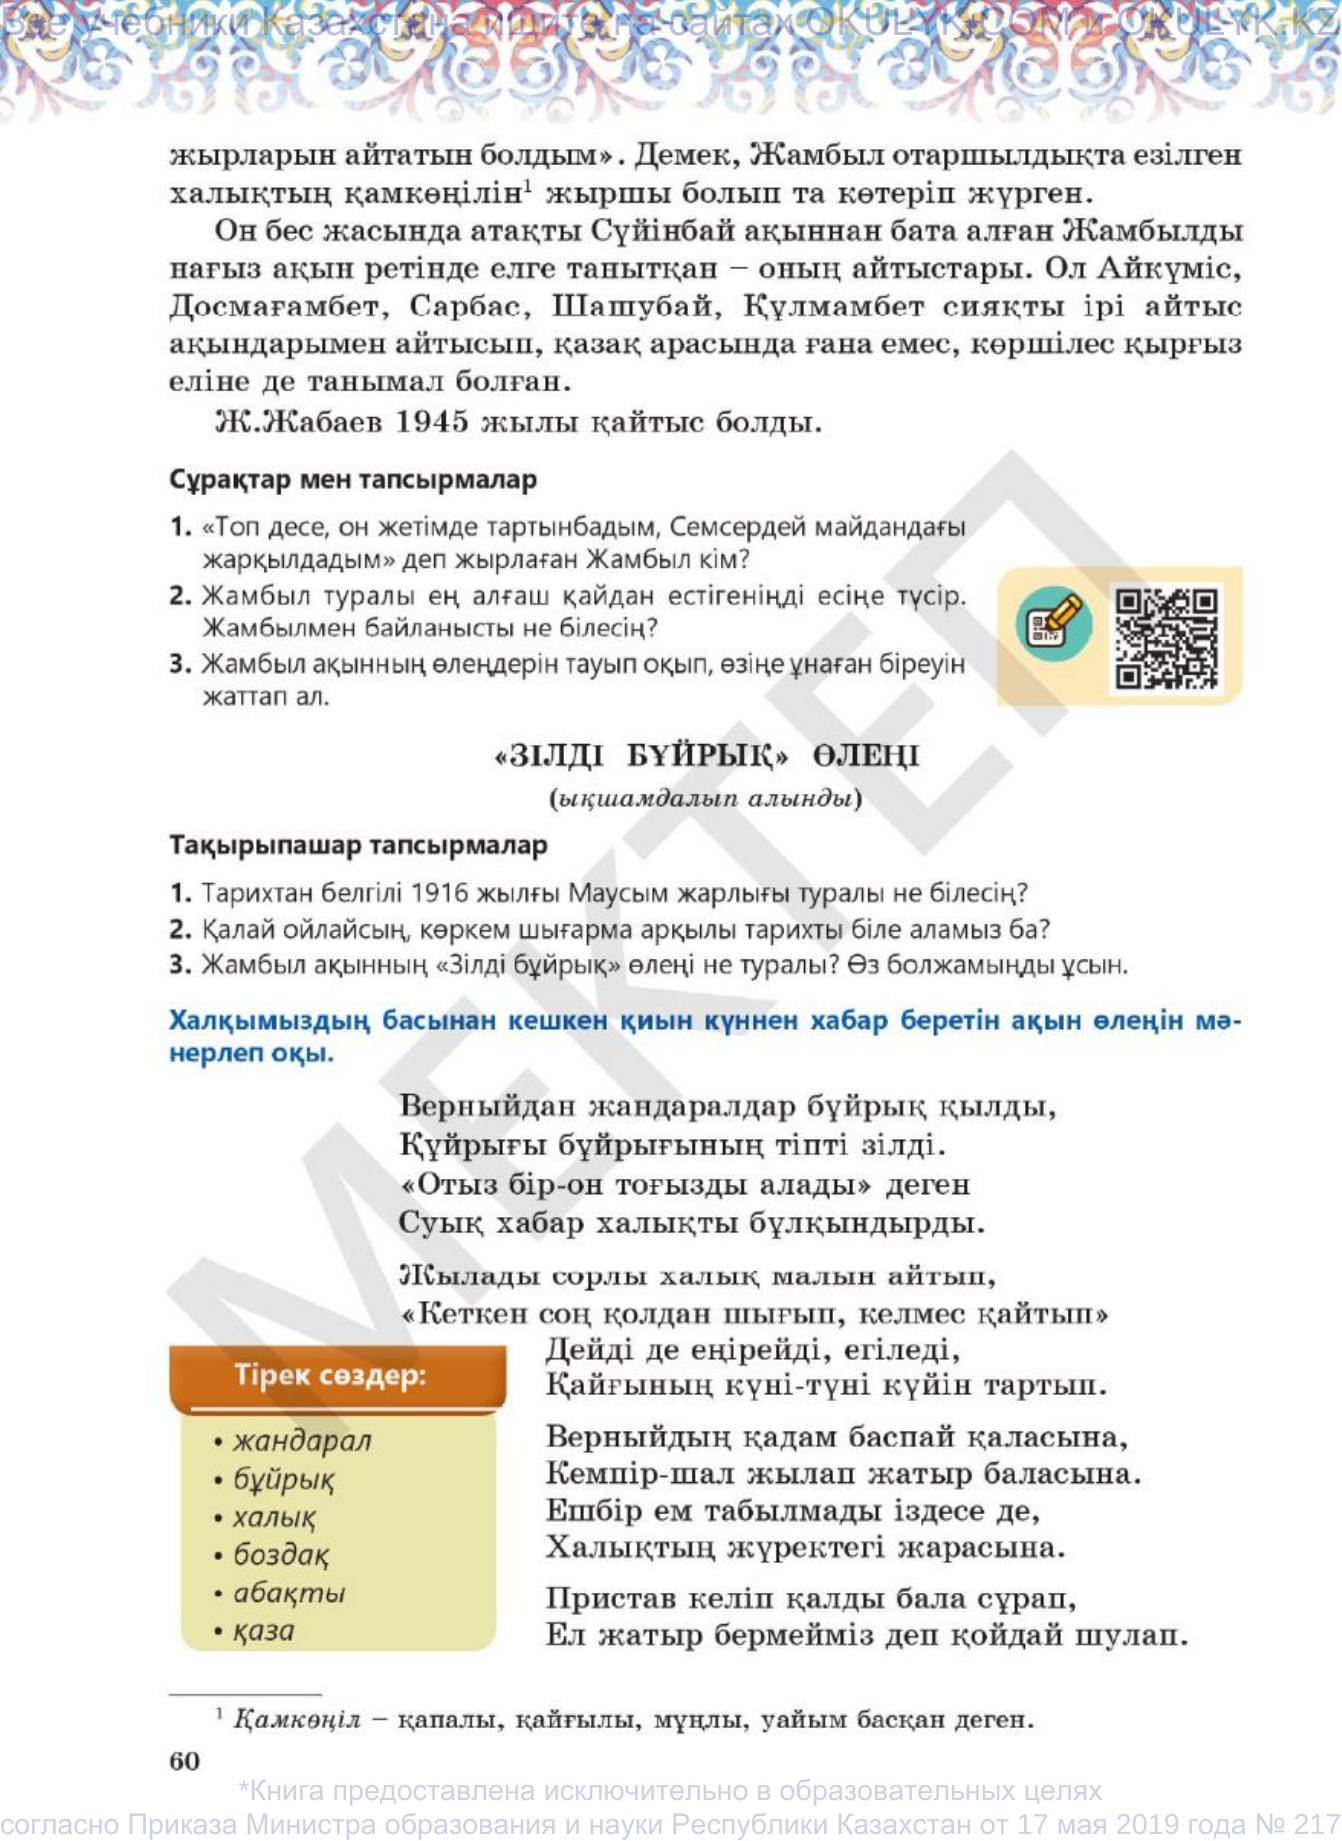 Все учебники Казахстана ищите на сайтах OKULYK.COM и OKULYK.KZ
жырларын айтатын болдым». Демек, Жамбыл отаршылдықта езілген
халықтың қамкөңілін¹ жыршы болып та көтеріп жүрген.
Он бес жасында атақты Сүйінбай ақыннан бата алған Жамбылды
нағыз ақын ретінде елге танытқан – оның айтыстары. Ол Айкүміс,
Досмағамбет, Сарбас, Шашубай, Құлмамбет сияқты ірі айтыс
ақындарымен айтысып, қазақ арасында ғана емес, көршілес қырғыз
еліне де танымал болған.
Ж.Жабаев 1945 жылы қайтыс болды.
Сұрақтар мен тапсырмалар
1. «Топ десе, он жетімде тартынбадым, Семсердей майдандағы
жарқылдадым» деп жырлаған Жамбыл кім?
2. Жамбыл туралы ең алғаш қайдан естігеніңді есіңе түсір.
Жамбылмен байланысты не білесің?
3. Жамбыл ақынның өлеңдерін тауып оқып, өзіңе ұнаған біреуін
жаттап ал.
«ЗІЛДІ БҰЙРЫҚ» ӨЛЕҢІ
(ықшамдалып алынды)
Тақырыпашар тапсырмалар
1. Тарихтан белгілі 1916 жылғы Маусым жарлығы туралы не білесің?
2. Қалай ойлайсың, көркем шығарма арқылы тарихты біле аламыз ба?
3. Жамбыл ақынның «Зілді бұйрық» өлеңі не туралы? Өз болжамыңды ұсын.
Халқымыздың басынан кешкен қиын күннен хабар беретін ақын өлеңін мә-
нерлеп оқы.
Верныйдан жандаралдар бұйрық қылды,
Құйрығы бұйрығының тіпті зілді.
«Отыз бір-он тоғызды алады» деген
Суық хабар халықты бұлқындырды.
Жылады сорлы халық малын айтып,
«Кеткен соң қолдан шығып, келмес қайтып»
Дейді де еңірейді, егіледі,
Қайғының күні-түні күйін тартып.
Верныйдың қадам баспай қаласына,
Кемпір-шал жылап жатыр баласына.
Ешбір ем табылмады іздесе де,
Халықтың жүректегі жарасына.
Пристав келіп қалды бала сұрап,
Ел жатыр бермейміз деп қойдай шулап.
Тірек сөздер:
• жандарал
• бұйрық
• халық
• боздақ
• абақты
• қаза
¹ Қамкөңіл – қапалы, қайғылы, мұңлы, уайым басқан деген.
60
МЕКТЕП
*Книга предоставлена исключительно в образовательных целях
согласно Приказа Министра образования и науки Республики Казахстан от 17 мая 2019 года № 217